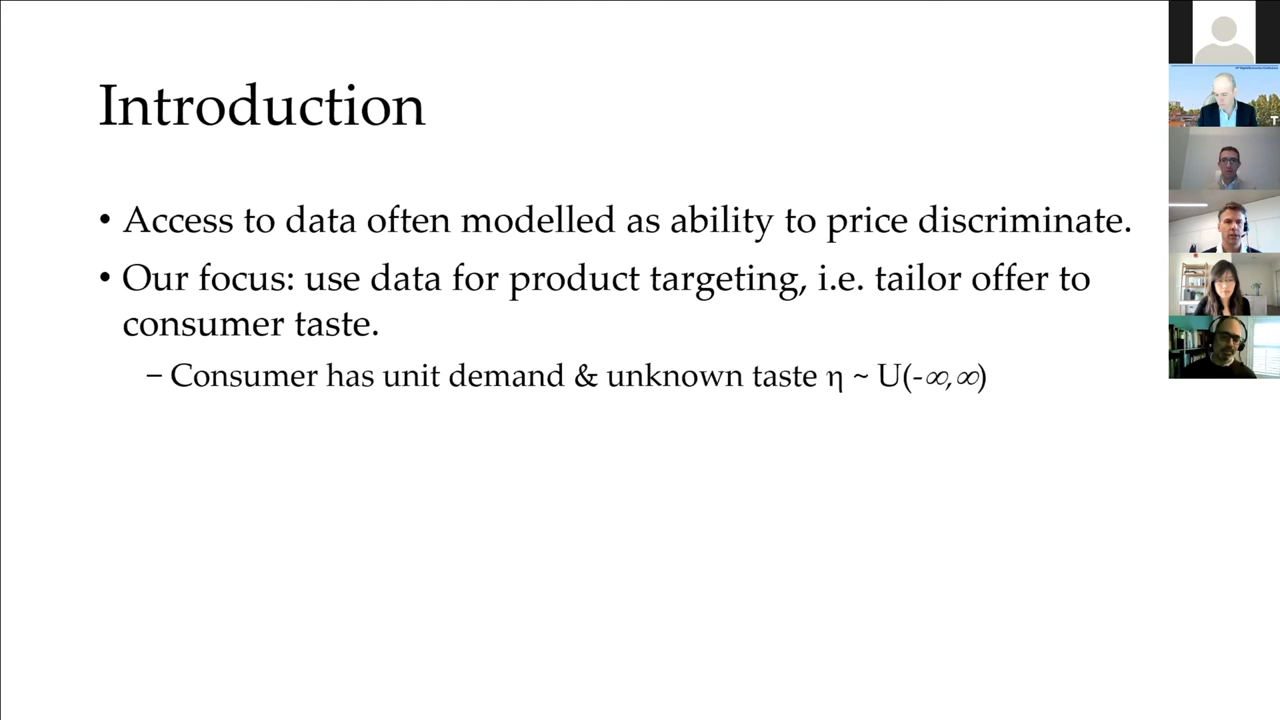 Introduction
• Access to data often modelled as ability to price discriminate.
• Our focus: use data for product targeting, i.e. tailor offer to
consumer taste.
− Consumer has unit demand & unknown taste η ~ U(-∞,∞)
T